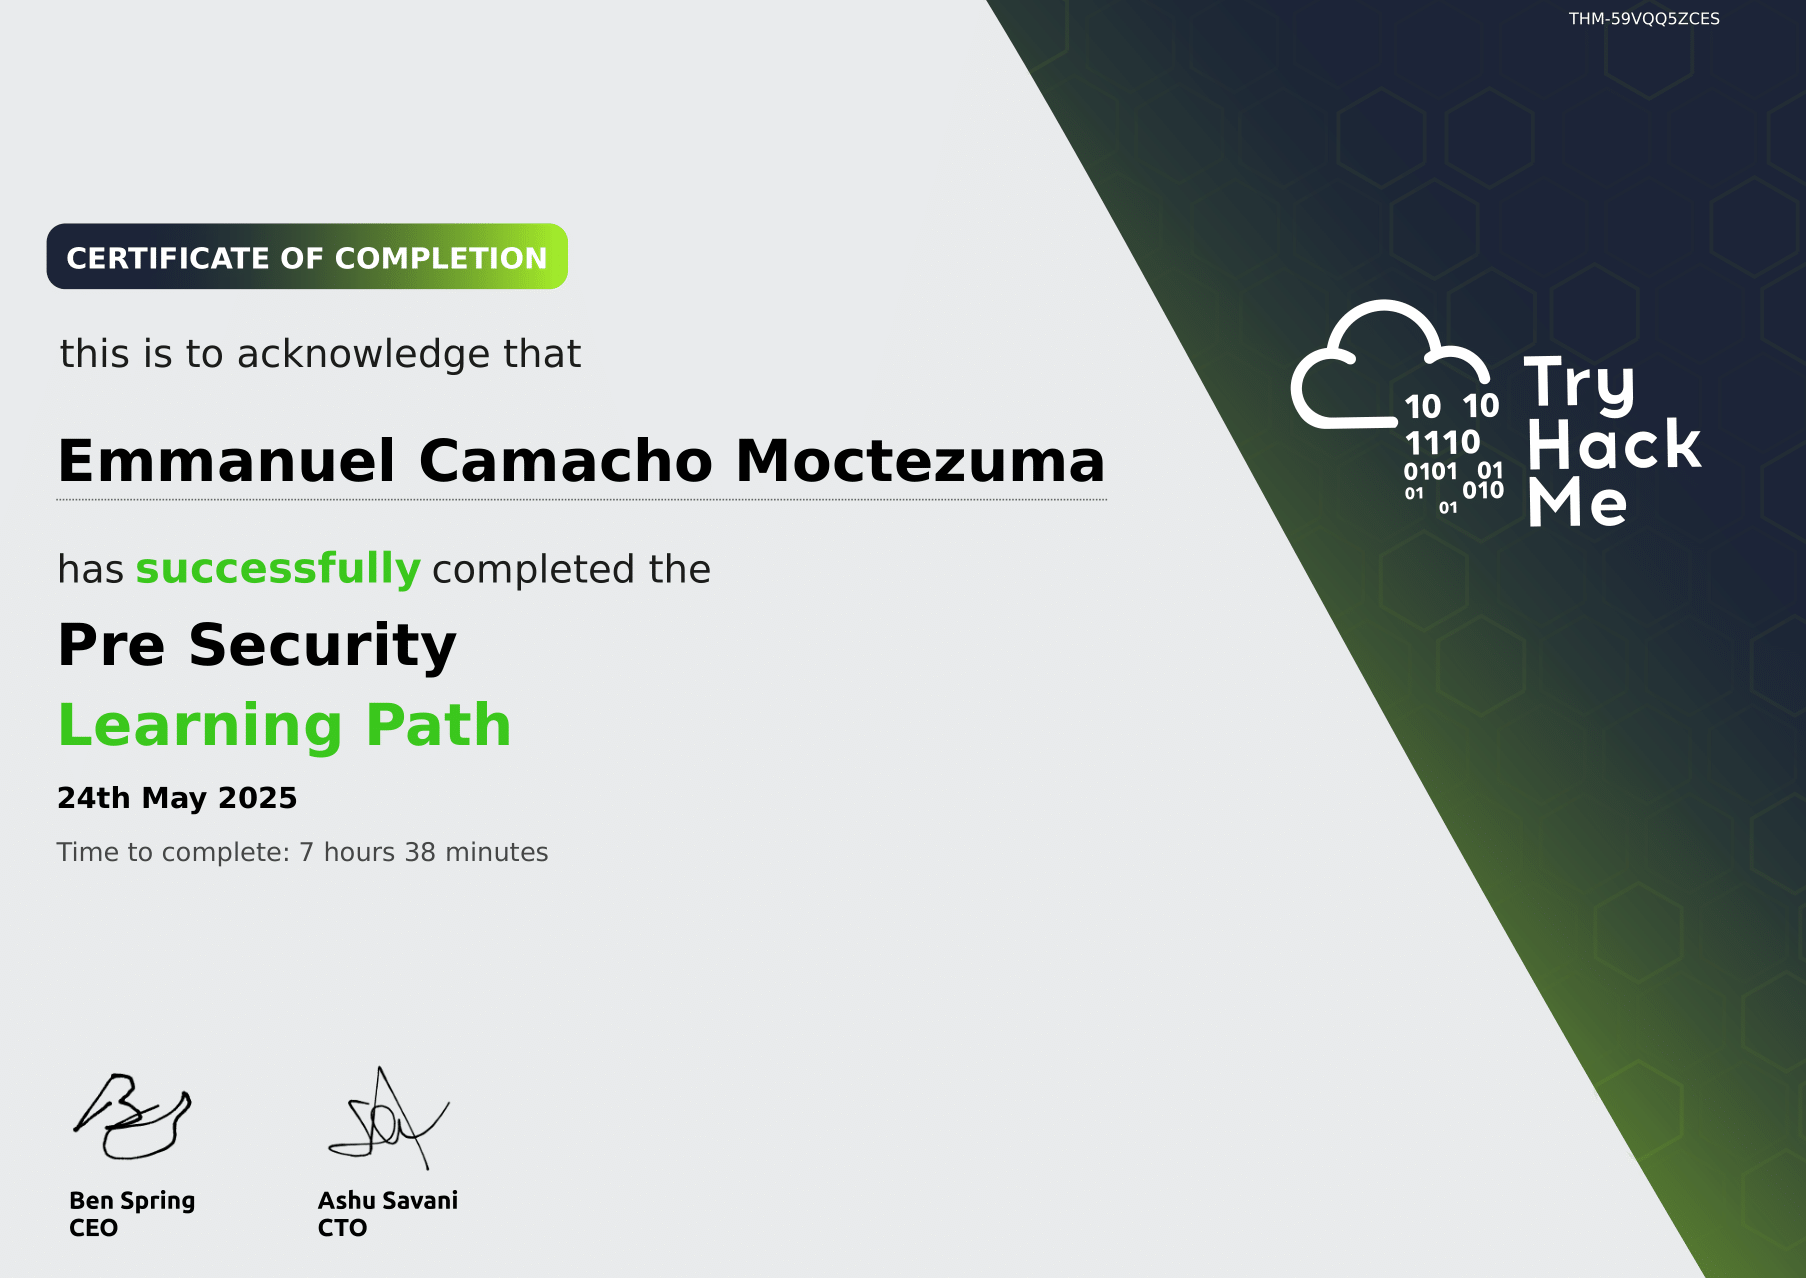 THM-59VQQ5ZCES
CERTIFICATE OF COMPLETION
this is to acknowledge that
Emmanuel Camacho Moctezuma
has successfully completed the
Pre Security
Learning Path
24th May 2025
Time to complete: 7 hours 38 minutes
10 10
1110
0101 01
01 010
01
Try
Hack
Me
Ben Spring
CEO
Ashu Savani
CTO